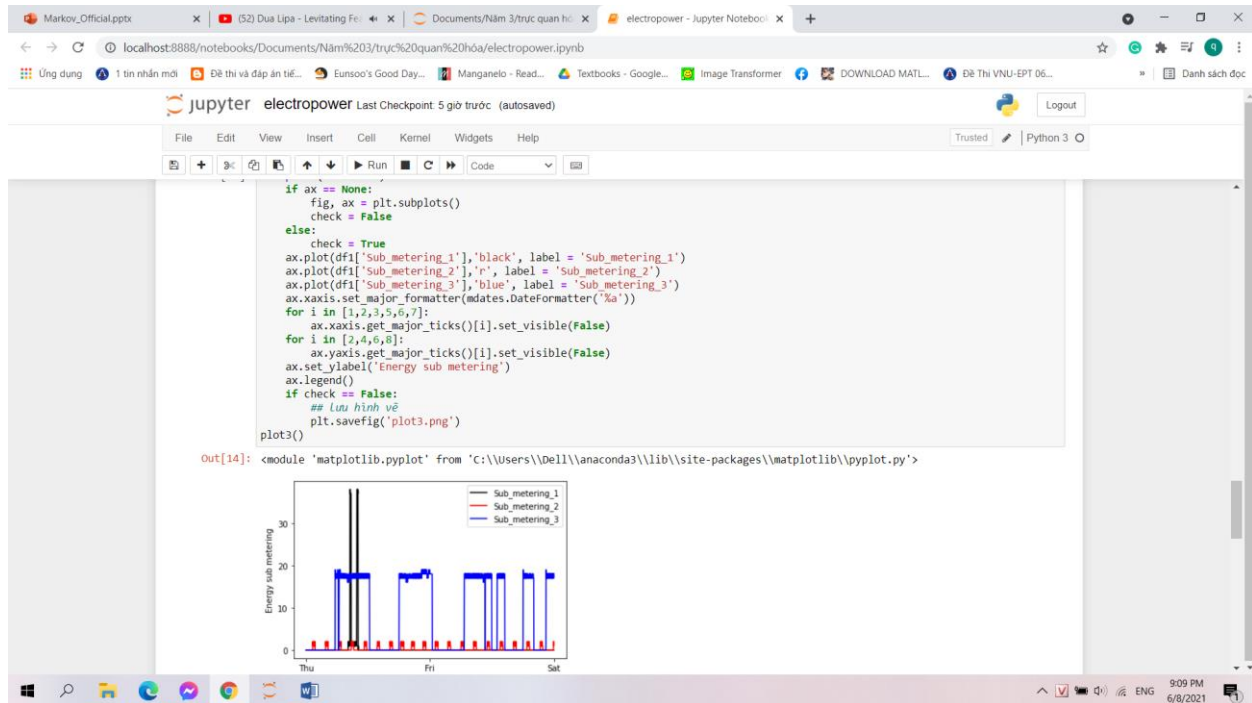 Markov_Official.pptx
(52) Dua Lipa - Levitating Fe
Documents/Năm 3/trực quan hó
electropower - Jupyter Notebook
localhost:8888/notebooks/Documents/Năm%203/trực%20quan%20hóa/electropower.ipynb
Ứng dụng 1 tin nhắn mới Đề thi và đáp án tiế... Eunsoo's Good Day... Manganelo - Read... Textbooks - Google... Image Transformer DOWNLOAD MATL... Đề Thi VNU-EPT 06... » Danh sách đọc
jupyter electropower Last Checkpoint: 5 giờ trước (autosaved) Logout
File Edit View Insert Cell Kernel Widgets Help Trusted Python 3
Run Code
if ax == None:
fig, ax = plt.subplots()
check = False
else:
check = True
ax.plot(df1['Sub_metering_1'],'black', label = 'Sub_metering_1')
ax.plot(df1['Sub_metering_2'],'r', label = 'Sub_metering_2')
ax.plot(df1['Sub_metering_3'],'blue', label = 'Sub_metering_3')
ax.xaxis.set_major_formatter(mdates.DateFormatter('%a'))
for i in [1,2,3,5,6,7]:
ax.xaxis.get_major_ticks()[i].set_visible(False)
for i in [2,4,6,8]:
ax.yaxis.get_major_ticks()[i].set_visible(False)
ax.set_ylabel('Energy sub metering')
ax.legend()
if check == False:
## lưu hình vẽ
plt.savefig('plot3.png')
plot3()
Out[14]: <module 'matplotlib.pyplot' from 'C:\\Users\\Dell\\anaconda3\\lib\\site-packages\\matplotlib\\pyplot.py'>
Sub_metering_1
Sub_metering_2
Sub_metering_3
Energy sub metering
30
20
10
0
Thu Fri Sat
ENG
9:09 PM
6/8/2021